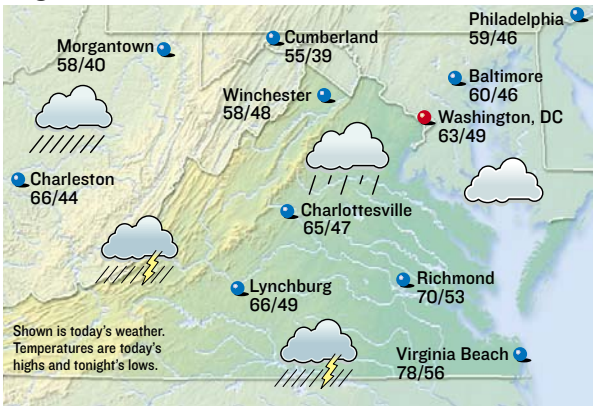 Philadelphia
59/46
Morgantown
58/40
Cumberland
55/39
Baltimore
60/46
Winchester
58/48
Washington, DC
63/49
Charleston
66/44
Charlottesville
65/47
Lynchburg
66/49
Richmond
70/53
Shown is today's weather.
Temperatures are today's
highs and tonight's lows.
Virginia Beach
78/56